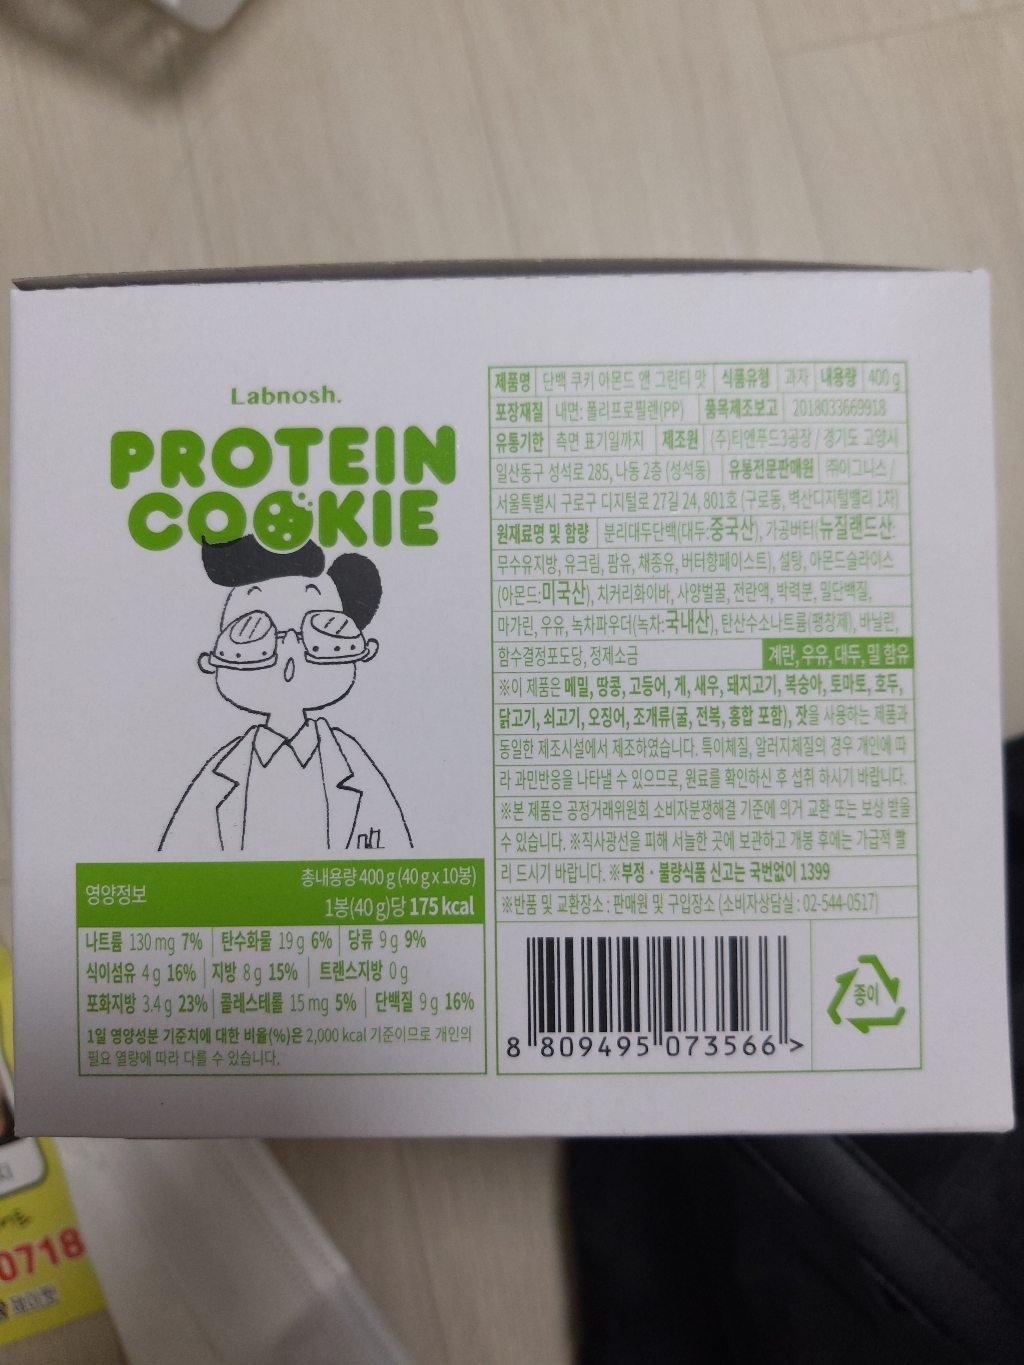 Labnosh.
PROTEIN
COOKIE
영양정보
총내용량 400 g (40 g x 10봉)
1봉(40 g)당 175 kcal
나트륨 130 mg 7% 탄수화물 19 g 6% 당류 9 g 9%
식이섬유 4 g 16% 지방 8 g 15% 트랜스지방 0 g
포화지방 3.4 g 23% 콜레스테롤 15 mg 5% 단백질 9 g 16%
1일 영양성분 기준치에 대한 비율(%)은 2,000 kcal 기준이므로 개인의
필요 열량에 따라 다를 수 있습니다.
제품명 단백 쿠키 아몬드 앤 그린티 맛 식품유형 과자 내용량 400 g
포장재질 내면: 폴리프로필렌(PP) 품목제조보고 2018033669918
유통기한 측면 표기일까지 제조원 (주)티엔푸드3공장 / 경기도 고양시
일산동구 성석로 285, 나동 2층 (성석동) 유통전문판매원 ㈜이그니스 /
서울특별시 구로구 디지털로 27길 24, 801호 (구로동, 벽산디지털밸리 1차)
원재료명 및 함량 분리대두단백(대두:중국산), 가공버터(뉴질랜드산:
무수유지방, 유크림, 팜유, 채종유, 버터향페이스트), 설탕, 아몬드슬라이스
(아몬드:미국산), 치커리화이바, 사양벌꿀, 전란액, 박력분, 밀단백질,
마가린, 우유, 녹차파우더(녹차:국내산), 탄산수소나트륨(팽창제), 바닐린,
함수결정포도당, 정제소금 계란, 우유, 대두, 밀 함유
※이 제품은 메밀, 땅콩, 고등어, 게, 새우, 돼지고기, 복숭아, 토마토, 호두,
닭고기, 쇠고기, 오징어, 조개류(굴, 전복, 홍합 포함), 잣을 사용하는 제품과
동일한 제조시설에서 제조하였습니다. 특이체질, 알러지체질의 경우 개인에 따
라 과민반응을 나타낼 수 있으므로, 원료를 확인하신 후 섭취 하시기 바랍니다.
※본 제품은 공정거래위원회 소비자분쟁해결 기준에 의거 교환 또는 보상 받을
수 있습니다. ※직사광선을 피해 서늘한 곳에 보관하고 개봉 후에는 가급적 빨
리 드시기 바랍니다. ※부정 · 불량식품 신고는 국번없이 1399
※반품 및 교환장소 : 판매원 및 구입장소 (소비자상담실 : 02-544-0517)
8 809495 073566 >
종이
0718